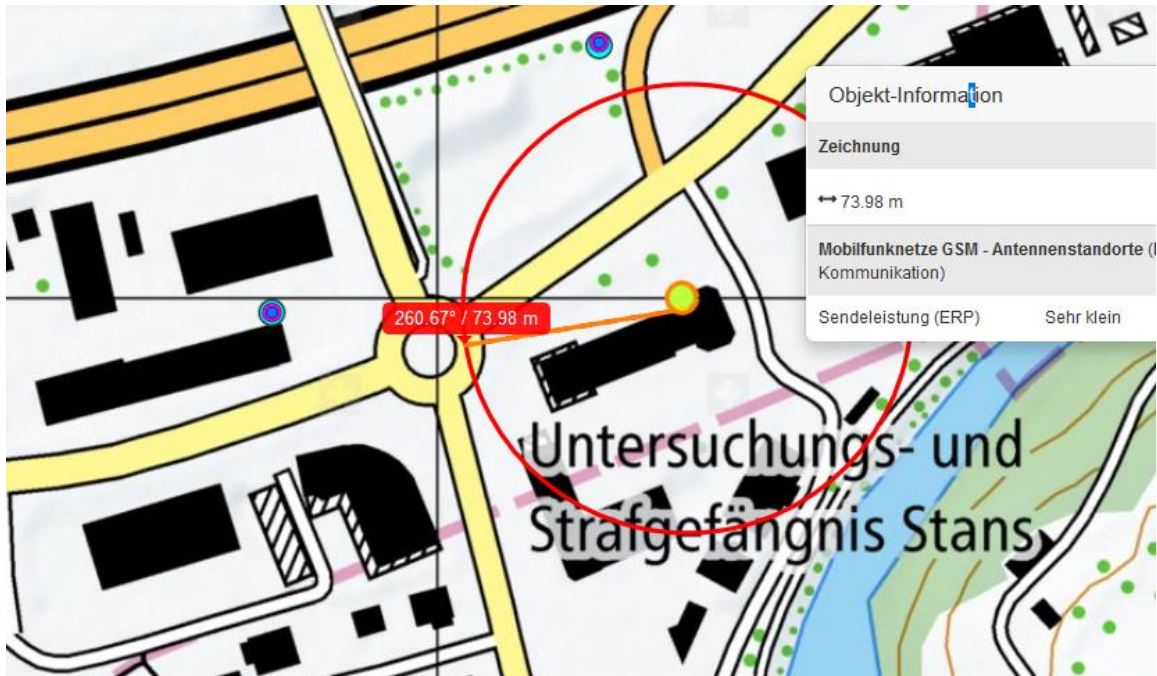 Objekt-Information
Zeichnung
↔ 73.98 m
Mobilfunknetze GSM - Antennenstandorte (
Kommunikation)
Sendeleistung (ERP) Sehr klein
260.67° / 73.98 m
Untersuchungs- und
Strafgefängnis Stans